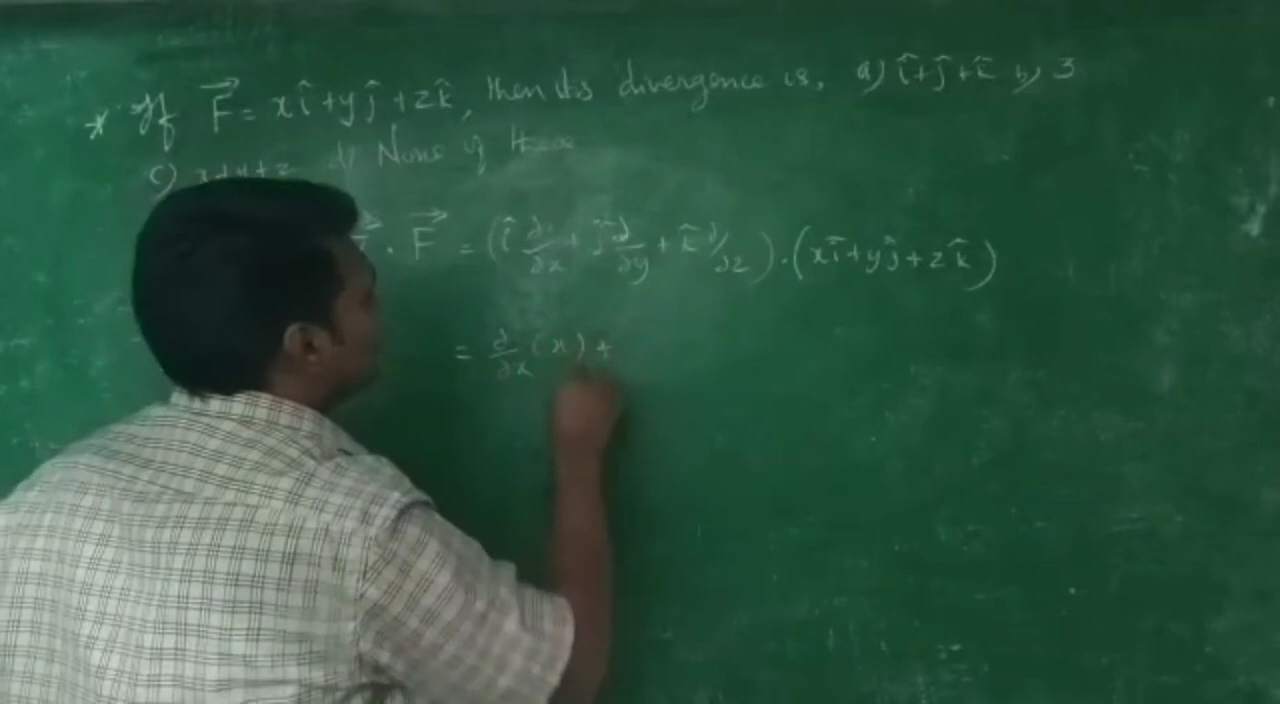 * If F⃗ = xî+yĵ+zk̂, then its divergence is, a) î+ĵ+k̂ b) 3
c) x+y+z d) None of these
. F⃗ = (î ∂/∂x + ĵ ∂/∂y + k̂ ∂/∂z) . (xî+yĵ+zk̂)
= ∂/∂x (x) +